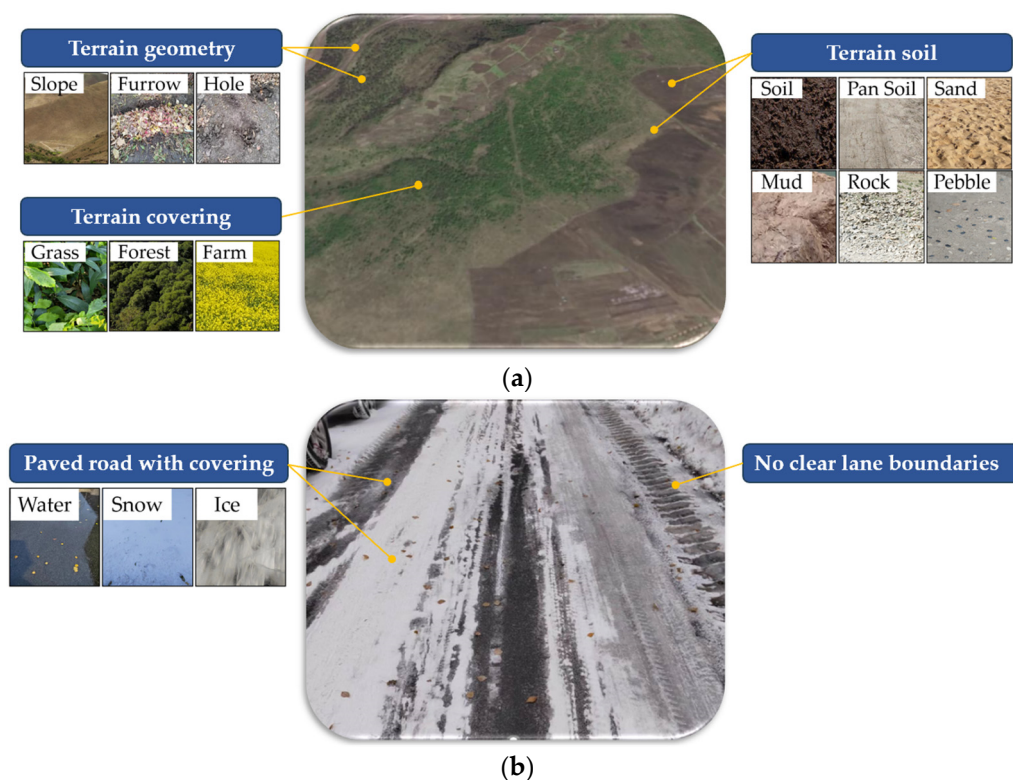 Terrain geometry
Slope Furrow Hole
Terrain covering
Grass Forest Farm
Terrain soil
Soil Pan Soil Sand
Mud Rock Pebble
(a)
Paved road with covering
Water Snow Ice
No clear lane boundaries
(b)